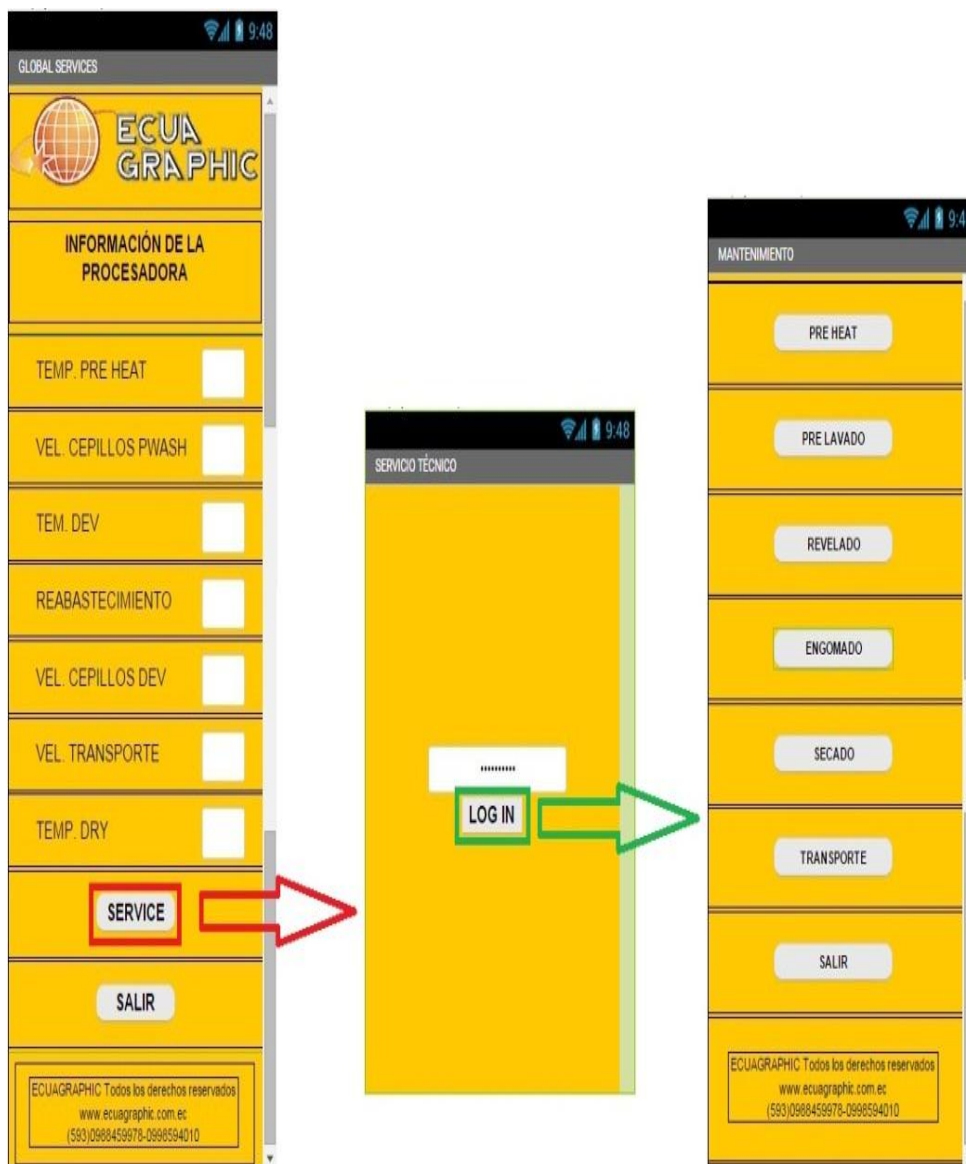 9:48
GLOBAL SERVICES
ECUA
GRAPHIC
INFORMACIÓN DE LA
PROCESADORA
TEMP. PRE HEAT
VEL. CEPILLOS PWASH
TEM. DEV
REABASTECIMIENTO
VEL. CEPILLOS DEV
VEL. TRANSPORTE
TEMP. DRY
SERVICE
SALIR
ECUAGRAPHIC Todos los derechos reservados
www.ecuagraphic.com.ec
(593)0988459978-0998594010
9:48
SERVICIO TÉCNICO
LOG IN
9:4
MANTENIMIENTO
PRE HEAT
PRE LAVADO
REVELADO
ENGOMADO
SECADO
TRANSPORTE
SALIR
ECUAGRAPHIC Todos los derechos reservados
www.ecuagraphic.com.ec
(593)0988459978-0998594010